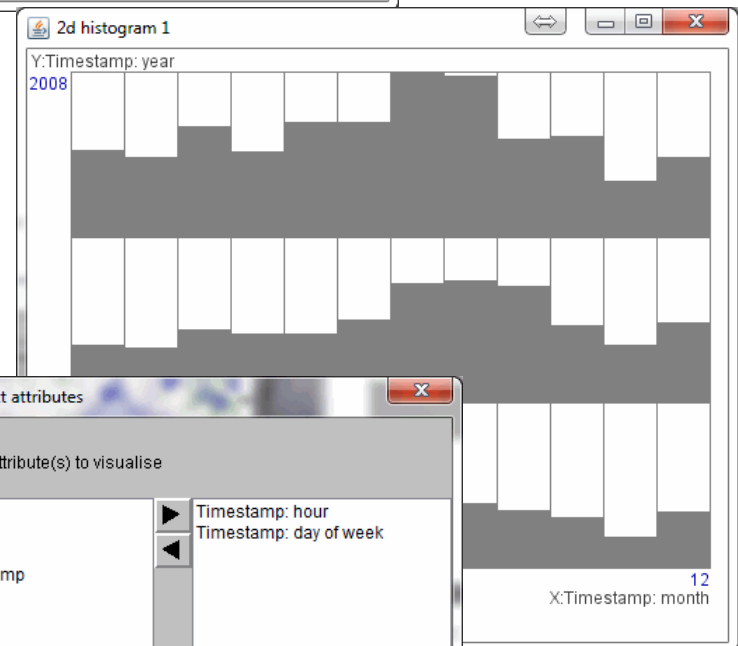 2d histogram 1
Y:Timestamp: year
2008
t attributes
ttribute(s) to visualise
Timestamp: hour
Timestamp: day of week
mp
12
X:Timestamp: month